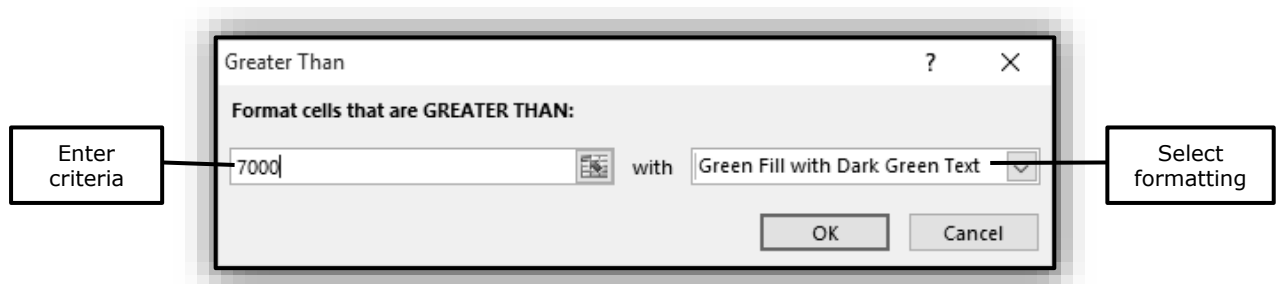 Greater Than ?
Format cells that are GREATER THAN:
Enter
criteria
7000 with Green Fill with Dark Green Text
Select
formatting
OK Cancel